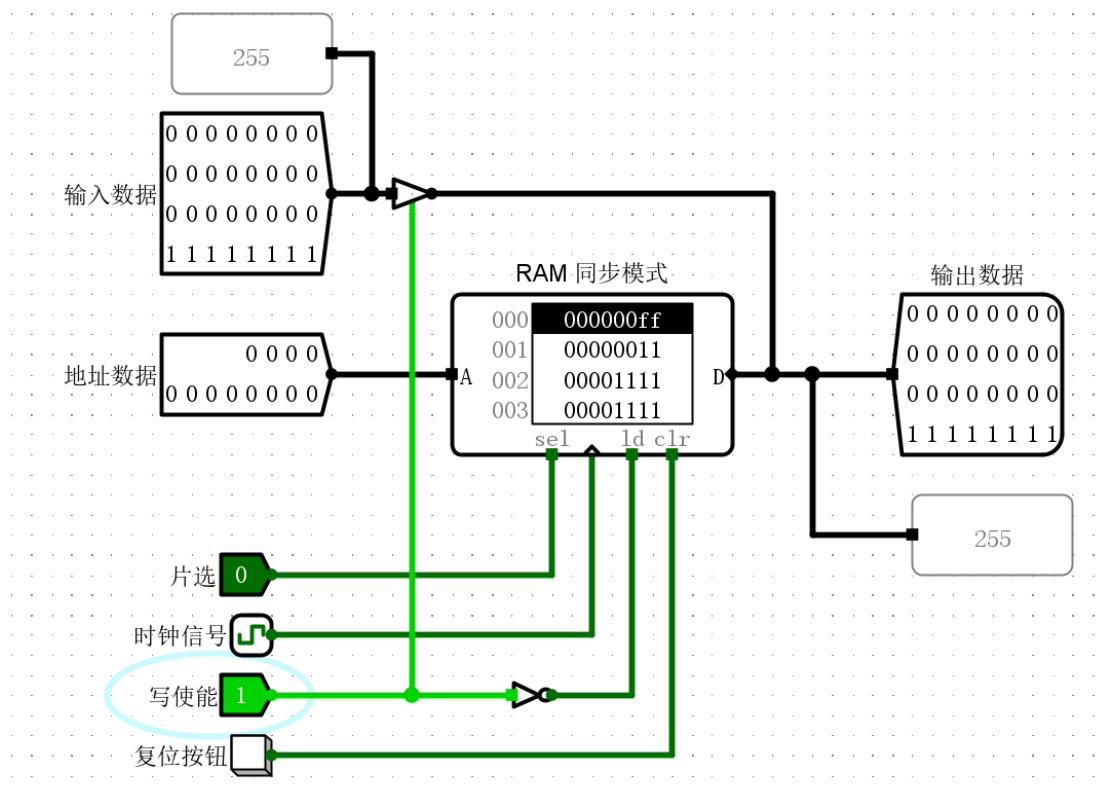 255
0 0 0 0 0 0 0 0
0 0 0 0 0 0 0 0
输入数据
0 0 0 0 0 0 0 0
1 1 1 1 1 1 1 1
RAM 同步模式
输出数据
000 000000ff
001 00000011
002 00001111
003 00001111
A
D
sel
ld
clr
0 0 0 0
地址数据
0 0 0 0 0 0 0 0
0 0 0 0 0 0 0 0
0 0 0 0 0 0 0 0
0 0 0 0 0 0 0 0
1 1 1 1 1 1 1 1
255
片选 0
时钟信号
写使能 1
复位按钮